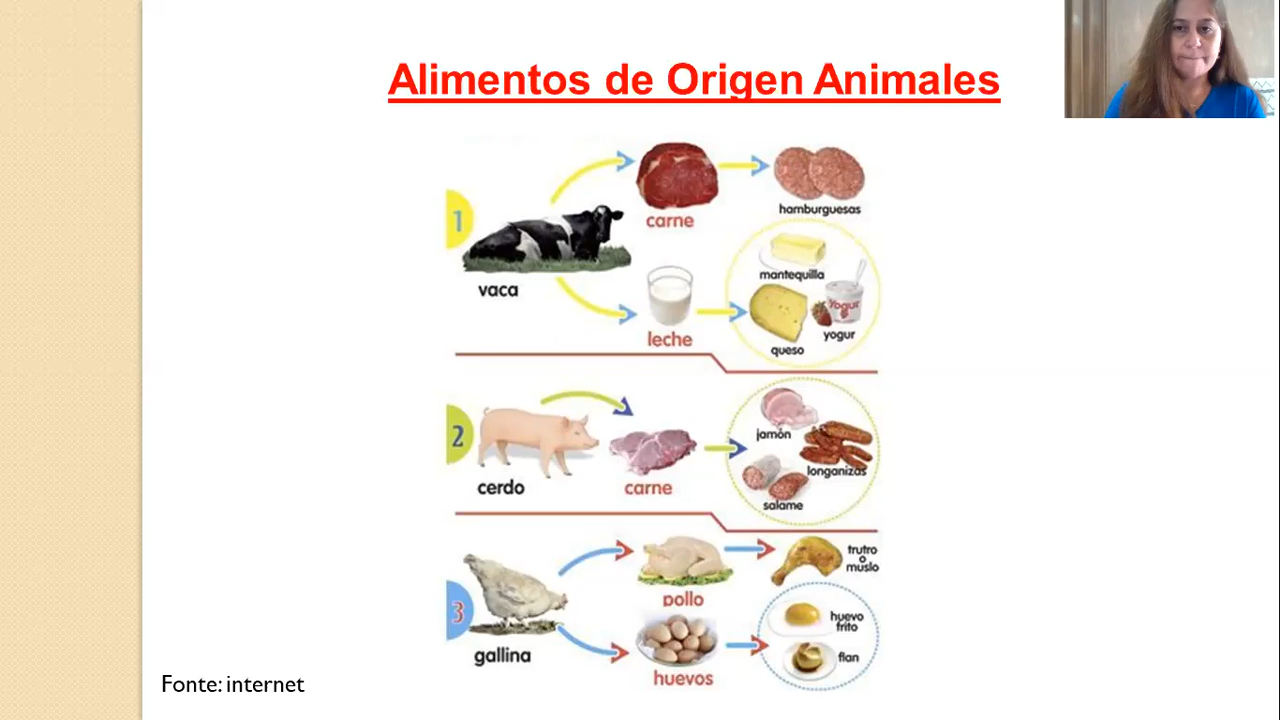 Alimentos de Origen Animales
1
carne
hamburguesas
vaca
mantequilla
Yogur
leche
queso
yogur
2
jamón
longanizas
cerdo
carne
salame
3
trutro
o
muslo
pollo
huevo
frito
gallina
flan
huevos
Fonte: internet